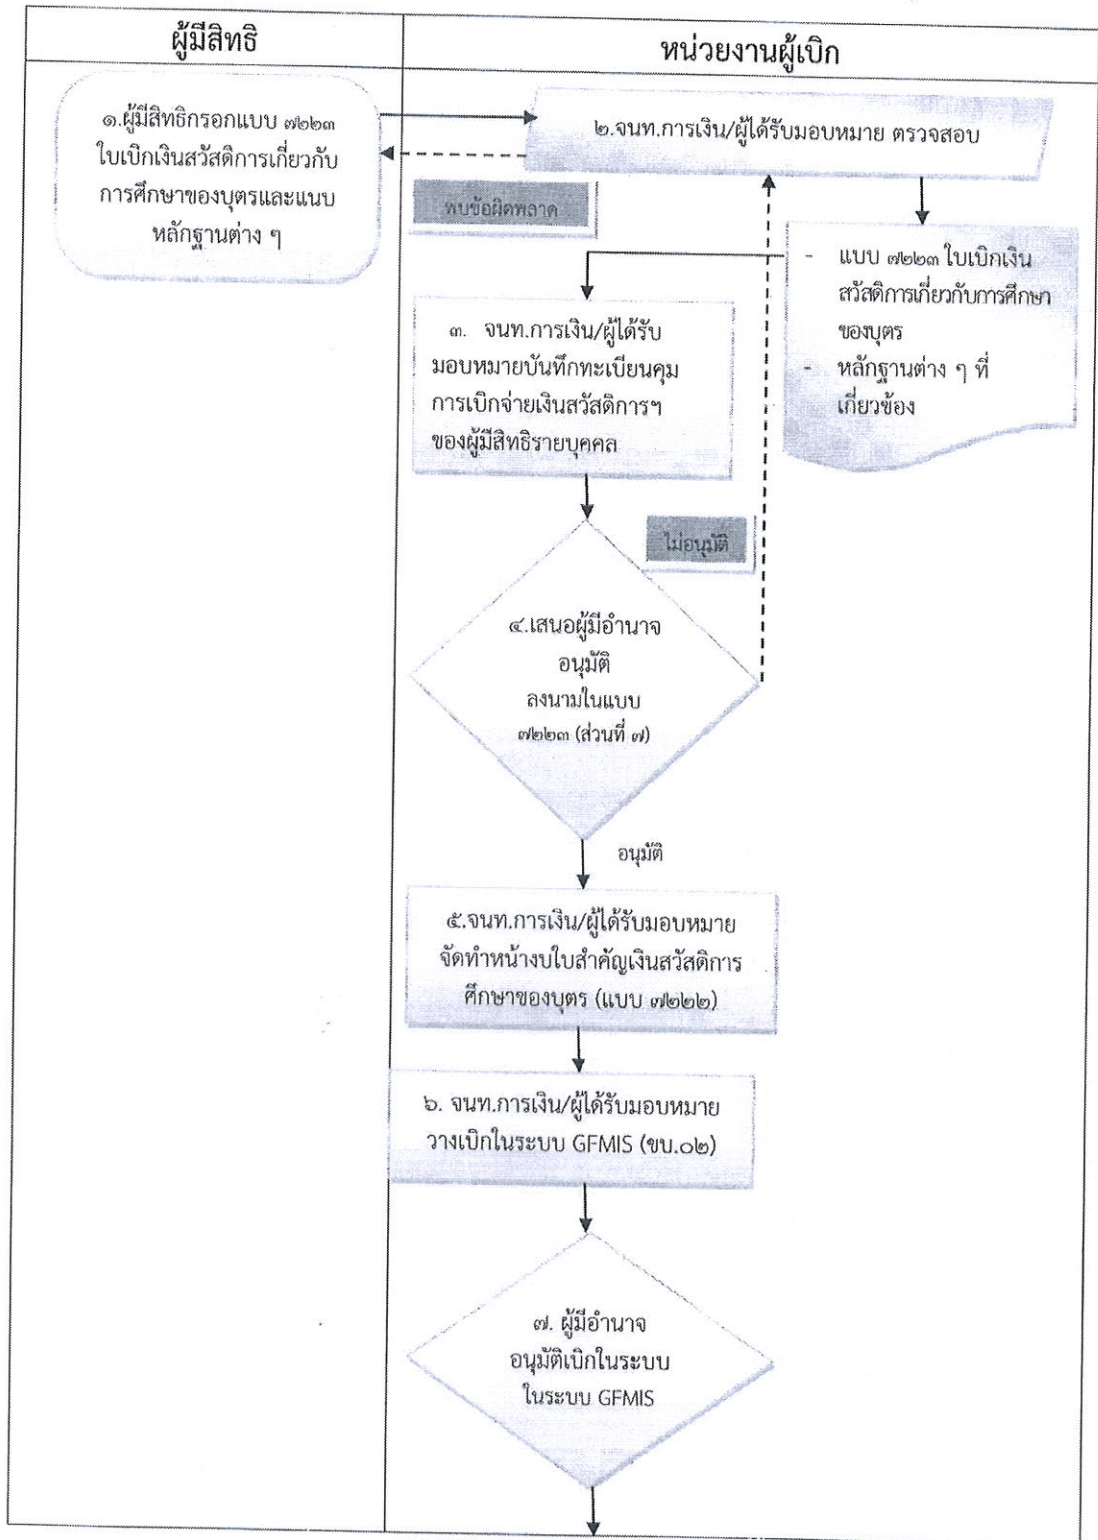 ผู้มีสิทธิ
หน่วยงานผู้เบิก
๑.ผู้มีสิทธิกรอกแบบ ๗๒๒๓
ใบเบิกเงินสวัสดิการเกี่ยวกับ
การศึกษาของบุตรและแนบ
หลักฐานต่าง ๆ
๒.จนท.การเงิน/ผู้ได้รับมอบหมาย ตรวจสอบ
พบข้อผิดพลาด
- แบบ ๗๒๒๓ ใบเบิกเงิน
สวัสดิการเกี่ยวกับการศึกษา
ของบุตร
- หลักฐานต่าง ๆ ที่
เกี่ยวข้อง
๓. จนท.การเงิน/ผู้ได้รับ
มอบหมายบันทึกทะเบียนคุม
การเบิกจ่ายเงินสวัสดิการฯ
ของผู้มีสิทธิรายบุคคล
ไม่อนุมัติ
๔.เสนอผู้มีอำนาจ
อนุมัติ
ลงนามในแบบ
๗๒๒๓ (ส่วนที่ ๗)
อนุมัติ
๕.จนท.การเงิน/ผู้ได้รับมอบหมาย
จัดทำหน้างบใบสำคัญเงินสวัสดิการ
ศึกษาของบุตร (แบบ ๗๒๒๒)
๖. จนท.การเงิน/ผู้ได้รับมอบหมาย
วางเบิกในระบบ GFMIS (ขบ.๐๒)
๗. ผู้มีอำนาจ
อนุมัติเบิกในระบบ
ในระบบ GFMIS